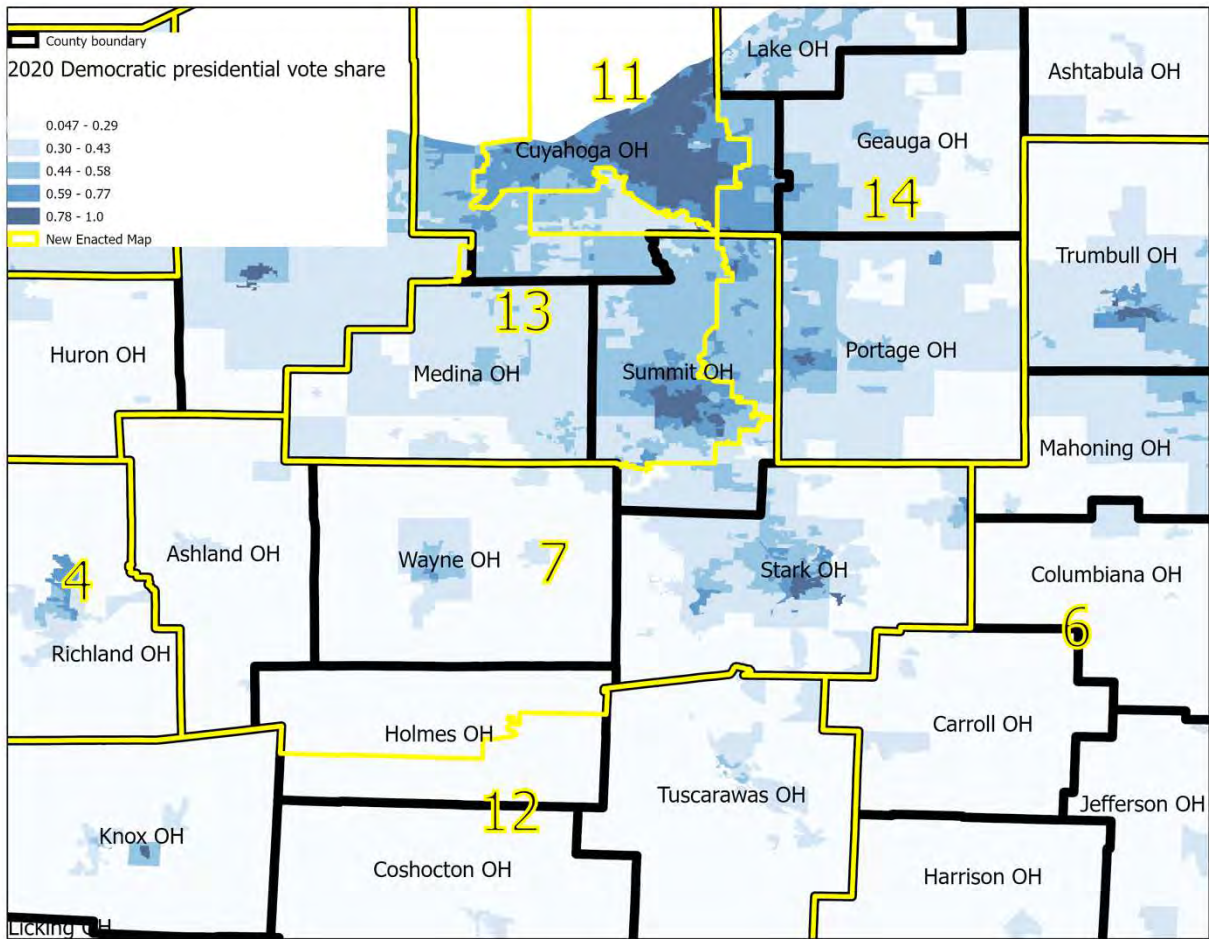 County boundary
2020 Democratic presidential vote share
0.047 - 0.29
0.30 - 0.43
0.44 - 0.58
0.59 - 0.77
0.78 - 1.0
New Enacted Map
Lake OH
Ashtabula OH
11
Cuyahoga OH
Geauga OH
14
Trumbull OH
13
Huron OH
Medina OH
Summit OH
Portage OH
Mahoning OH
Ashland OH
Wayne OH
7
Stark OH
Columbiana OH
4
6
Richland OH
Holmes OH
Carroll OH
12
Tuscarawas OH
Jefferson OH
Knox OH
Coshocton OH
Harrison OH
Licking OH